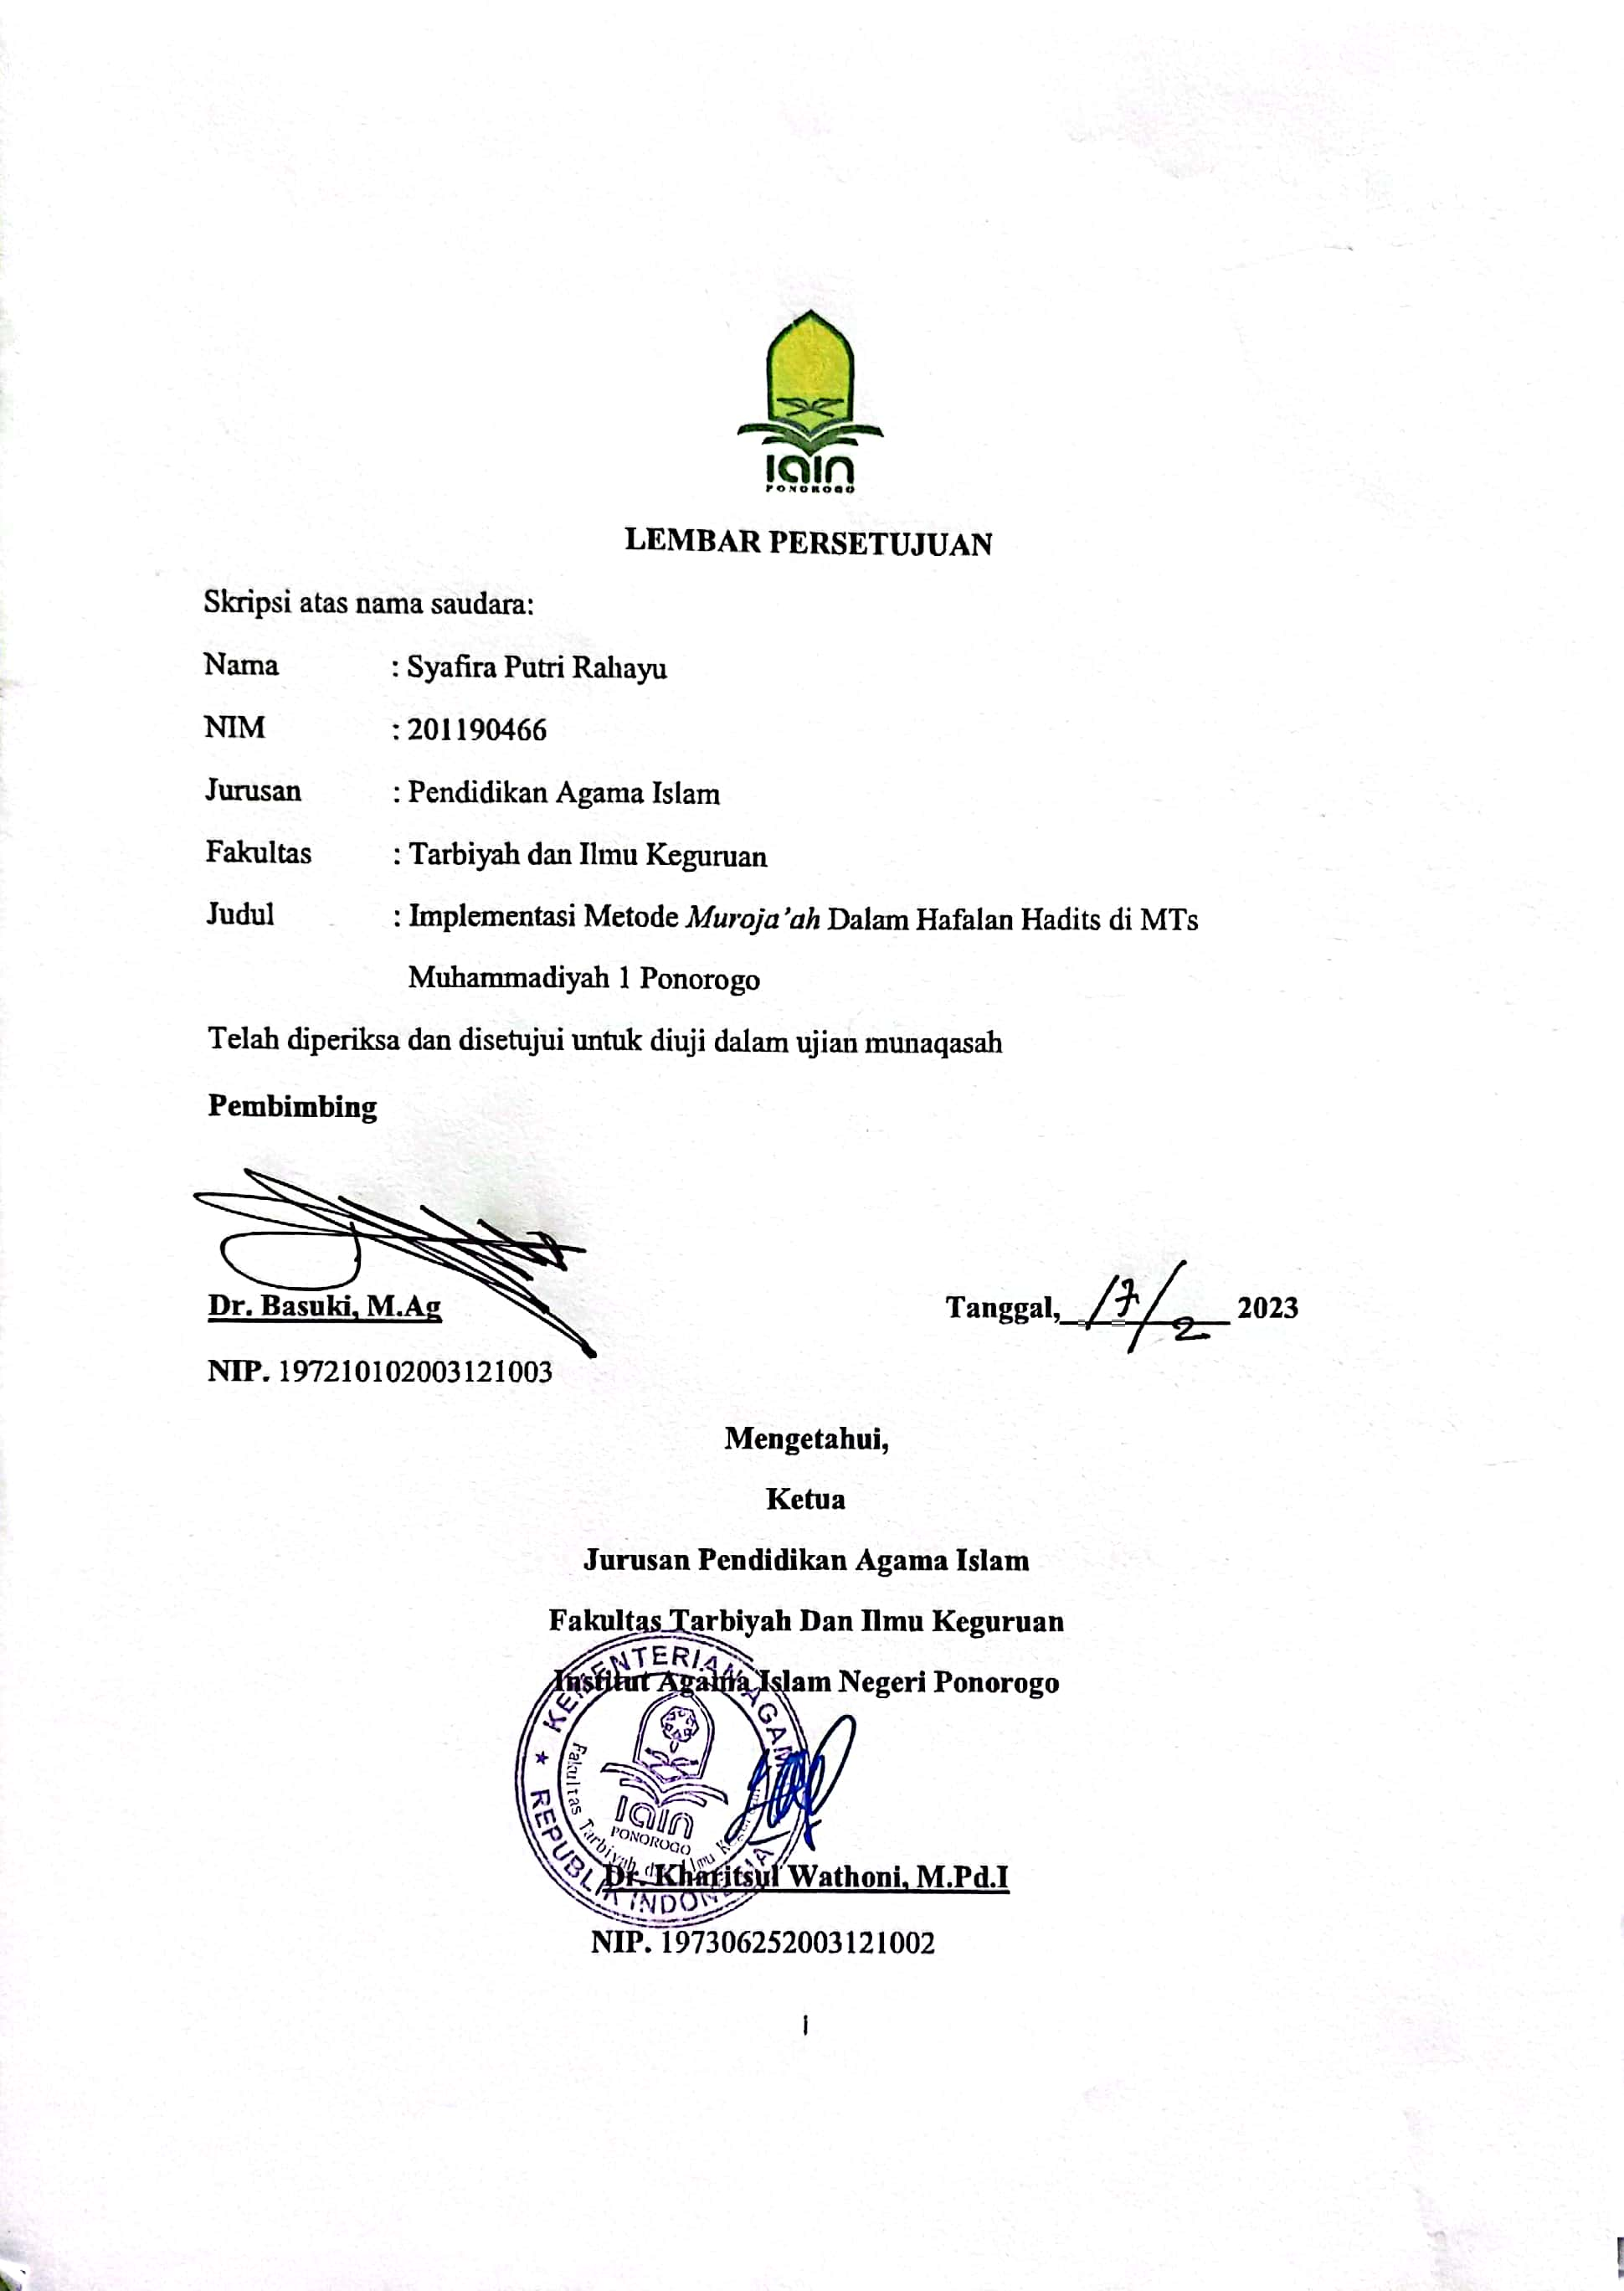 iain
PONOROGO
LEMBAR PERSETUJUAN
Skripsi atas nama saudara:
Nama : Syafira Putri Rahayu
NIM : 201190466
Jurusan : Pendidikan Agama Islam
Fakultas : Tarbiyah dan Ilmu Keguruan
Judul : Implementasi Metode Muroja'ah Dalam Hafalan Hadits di MTs
Muhammadiyah 1 Ponorogo
Telah diperiksa dan disetujui untuk diuji dalam ujian munaqasah
Pembimbing
Dr. Basuki, M.Ag
Tanggal, 17/2 2023
NIP. 197210102003121003
Mengetahui,
Ketua
Jurusan Pendidikan Agama Islam
Fakultas Tarbiyah Dan Ilmu Keguruan
Institut Agama Islam Negeri Ponorogo
KEMENTERIAN AGAMA
REPUBLIK INDONESIA
Fakultas Tarbiyah dan Ilmu
iain
PONOROGO
Dr. Kharitsul Wathoni, M.Pd.I
NIP. 197306252003121002
i